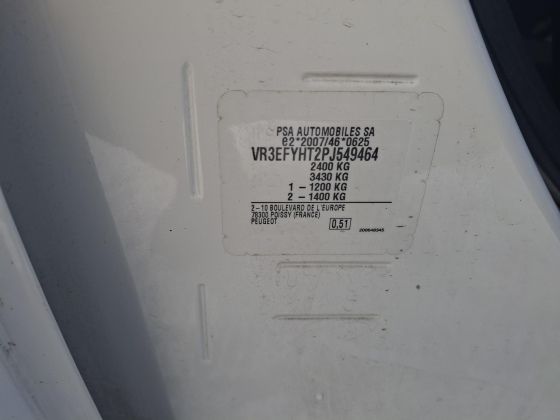 PSA AUTOMOBILES SA
e2*2007/46*0625
VR3EFYHT2PJ549464
2400 KG
3430 KG
1 - 1200 KG
2 - 1400 KG
2-10 BOULEVARD DE L'EUROPE
78300 POISSY (FRANCE)
PEUGEOT
0,51